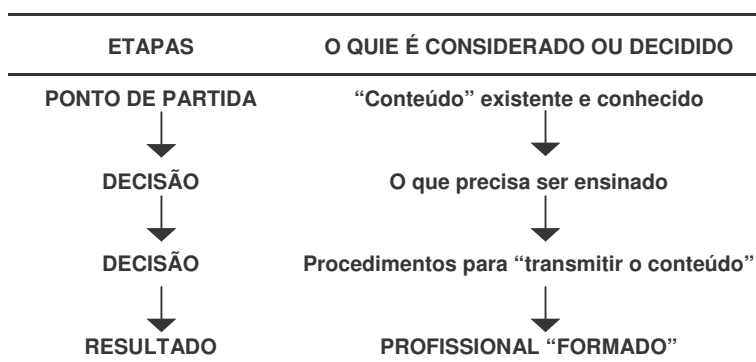 ETAPAS O QUIE É CONSIDERADO OU DECIDIDO
PONTO DE PARTIDA “Conteúdo” existente e conhecido
DECISÃO O que precisa ser ensinado
DECISÃO Procedimentos para “transmitir o conteúdo”
RESULTADO PROFISSIONAL “FORMADO”